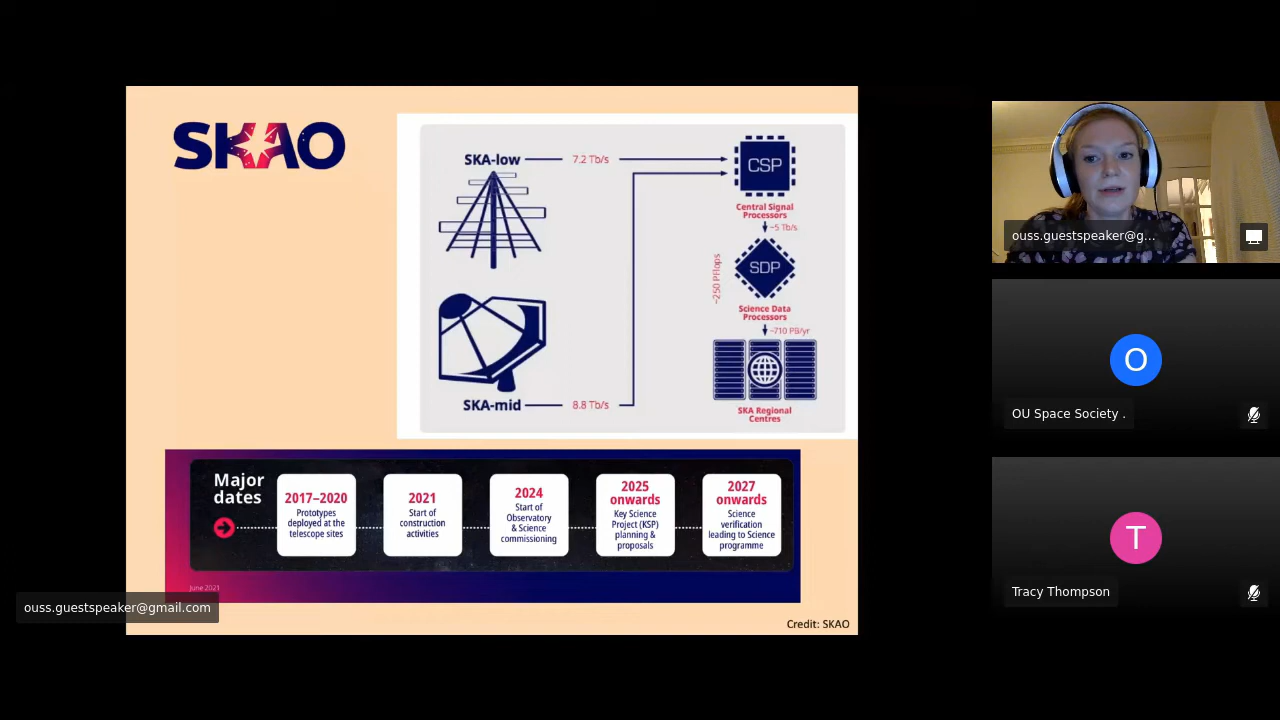 SKAO
SKA-low
7.2 Tb/s
CSP
Central Signal
Processors
~5 Tb/s
SDP
~250 PFlops
Science Data
Processors
~710 PB/yr
SKA-mid
8.8 Tb/s
SKA Regional
Centres
Major
dates
2017–2020
Prototypes
deployed at the
telescope sites
2021
Start of
construction
activities
2024
Start of
Observatory
& Science
commissioning
2025
onwards
Key Science
Project (KSP)
planning &
proposals
2027
onwards
Science
verification
leading to Science
programme
June 2021
ouss.guestspeaker@gmail.com
Credit: SKAO
ouss.guestspeaker@g...
O
OU Space Society .
T
Tracy Thompson